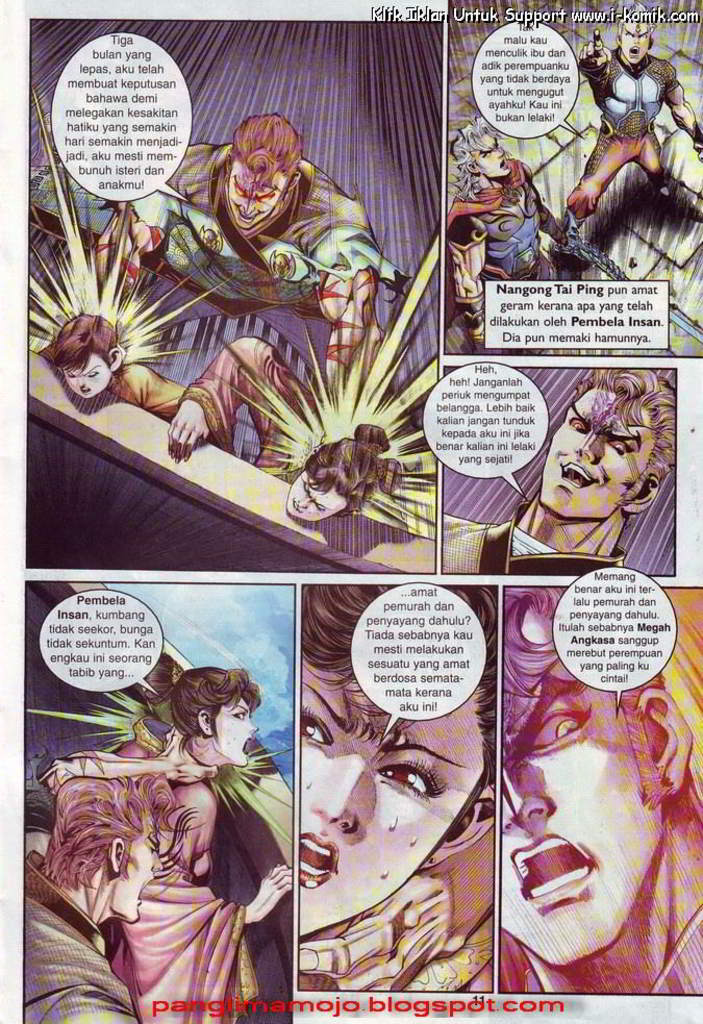 Klik Iklan Untuk Support www.i-komik.com
Tiga
bulan yang
lepas, aku telah
membuat keputusan
bahawa demi
melegakan kesakitan
hatiku yang semakin
hari semakin menjadi-
jadi, aku mesti mem-
bunuh isteri dan
anakmu!
Tak
malu kau
menculik ibu dan
adik perempuanku
yang tidak berdaya
untuk mengugut
ayahku! Kau ini
bukan lelaki!
Nangong Tai Ping pun amat
geram kerana apa yang telah
dilakukan oleh Pembela Insan.
Dia pun memaki hamunnya.
Heh,
heh! Janganlah
periuk mengumpat
belangga. Lebih baik
kalian jangan tunduk
kepada aku ini jika
benar kalian ini lelaki
yang sejati!
Pembela
Insan, kumbang
tidak seekor, bunga
tidak sekuntum. Kan
engkau ini seorang
tabib yang...
...amat
pemurah dan
penyayang dahulu?
Tiada sebabnya kau
mesti melakukan
sesuatu yang amat
berdosa semata-
mata kerana
aku ini!
Memang
benar aku ini ter-
lalu pemurah dan
penyayang dahulu.
Itulah sebabnya Megah
Angkasa sanggup
merebut perempuan
yang paling ku
cintai!
11
panglimamojo.blogspot.com